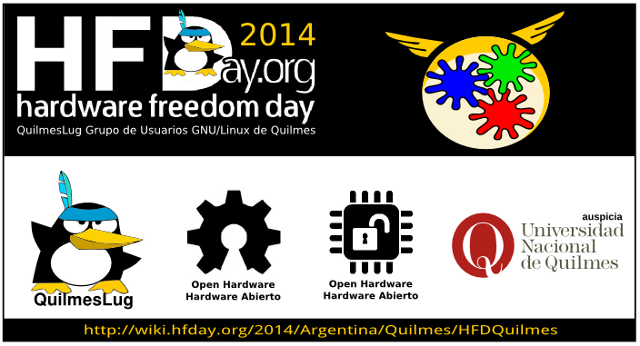 HFDay.org 2014
hardware freedom day
QuilmesLug Grupo de Usuarios GNU/Linux de Quilmes
QuilmesLug
Open Hardware
Hardware Abierto
Open Hardware
Hardware Abierto
auspicia
Q
Universidad
Nacional
de Quilmes
http://wiki.hfday.org/2014/Argentina/Quilmes/HFDQuilmes